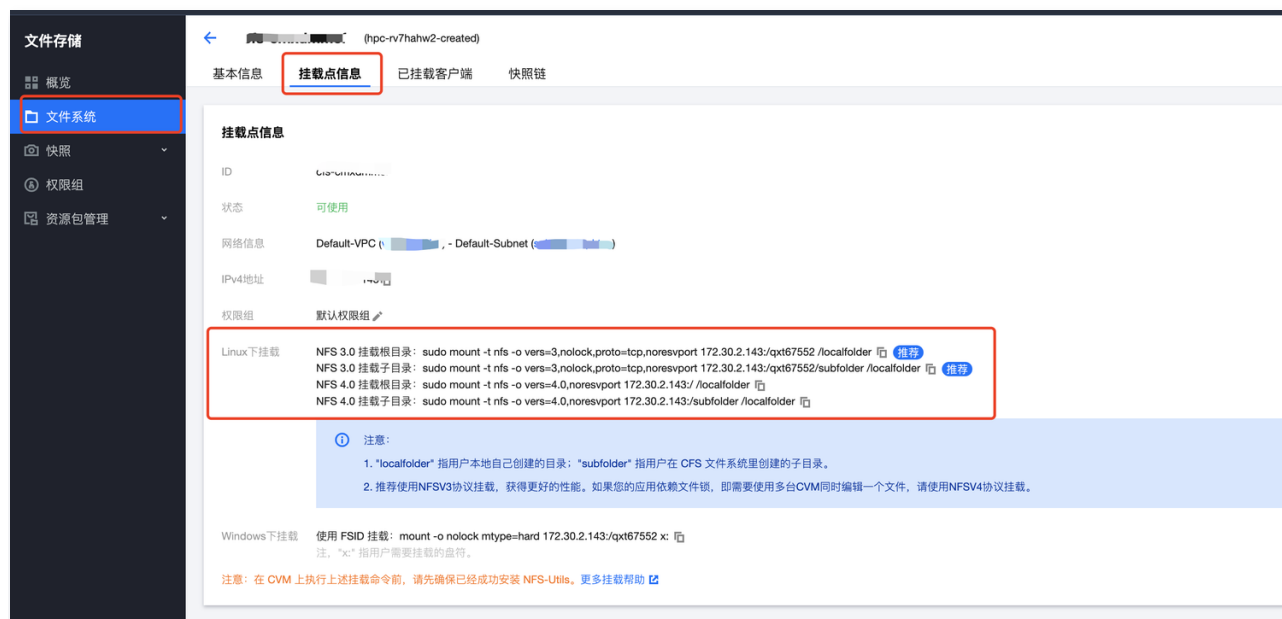 文件存储
(hpc-rv7hahw2-created)
概览
文件系统
快照
权限组
资源包管理
基本信息 挂载点信息 已挂载客户端 快照链
挂载点信息
ID
状态 可使用
网络信息 Default-VPC ( , - Default-Subnet ( )
IPv4地址
权限组 默认权限组
Linux下挂载 NFS 3.0 挂载根目录：sudo mount -t nfs -o vers=3,nolock,proto=tcp,noresvport 172.30.2.143:/qxt67552 /localfolder 推荐
NFS 3.0 挂载子目录：sudo mount -t nfs -o vers=3,nolock,proto=tcp,noresvport 172.30.2.143:/qxt67552/subfolder /localfolder 推荐
NFS 4.0 挂载根目录：sudo mount -t nfs -o vers=4.0,noresvport 172.30.2.143:/ /localfolder
NFS 4.0 挂载子目录：sudo mount -t nfs -o vers=4.0,noresvport 172.30.2.143:/subfolder /localfolder
注意：
1. "localfolder" 指用户本地自己创建的目录；"subfolder" 指用户在 CFS 文件系统里创建的子目录。
2. 推荐使用NFSV3协议挂载，获得更好的性能。如果您的应用依赖文件锁，即需要使用多台CVM同时编辑一个文件，请使用NFSV4协议挂载。
Windows下挂载 使用 FSID 挂载：mount -o nolock mtype=hard 172.30.2.143:/qxt67552 x:
注，"x:" 指用户需要挂载的盘符。
注意：在 CVM 上执行上述挂载命令前，请先确保已经成功安装 NFS-Utils。更多挂载帮助